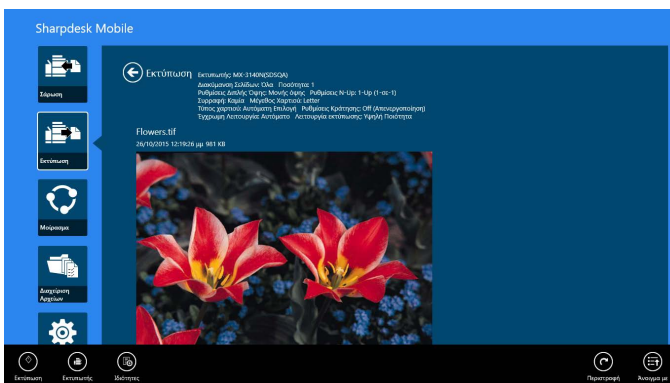 Sharpdesk Mobile
Σάρωση
Εκτύπωση
Μοίρασμα
Διαχείριση
Αρχείων
Εκτύπωση
Εκτυπωτής: MX-3140N(SDSQA)
Διακύμανση Σελίδων: Όλα Ποσότητα: 1
Ρυθμίσεις Διπλής Όψης: Μονής όψης Ρυθμίσεις N-Up: 1-Up (1-σε-1)
Συρραφή: Καμία Μέγεθος Χαρτιού: Letter
Τύπος χαρτιού: Αυτόματη Επιλογή Ρυθμίσεις Κράτησης: Off (Απενεργοποίηση)
Έγχρωμη Λειτουργία: Αυτόματο Λειτουργία εκτύπωσης: Υψηλή Ποιότητα
Flowers.tif
26/10/2015 12:19:26 μμ 981 KB
Εκτύπωση
Εκτυπωτής
Ιδιότητες
Περιστροφή
Άνοιγμα με